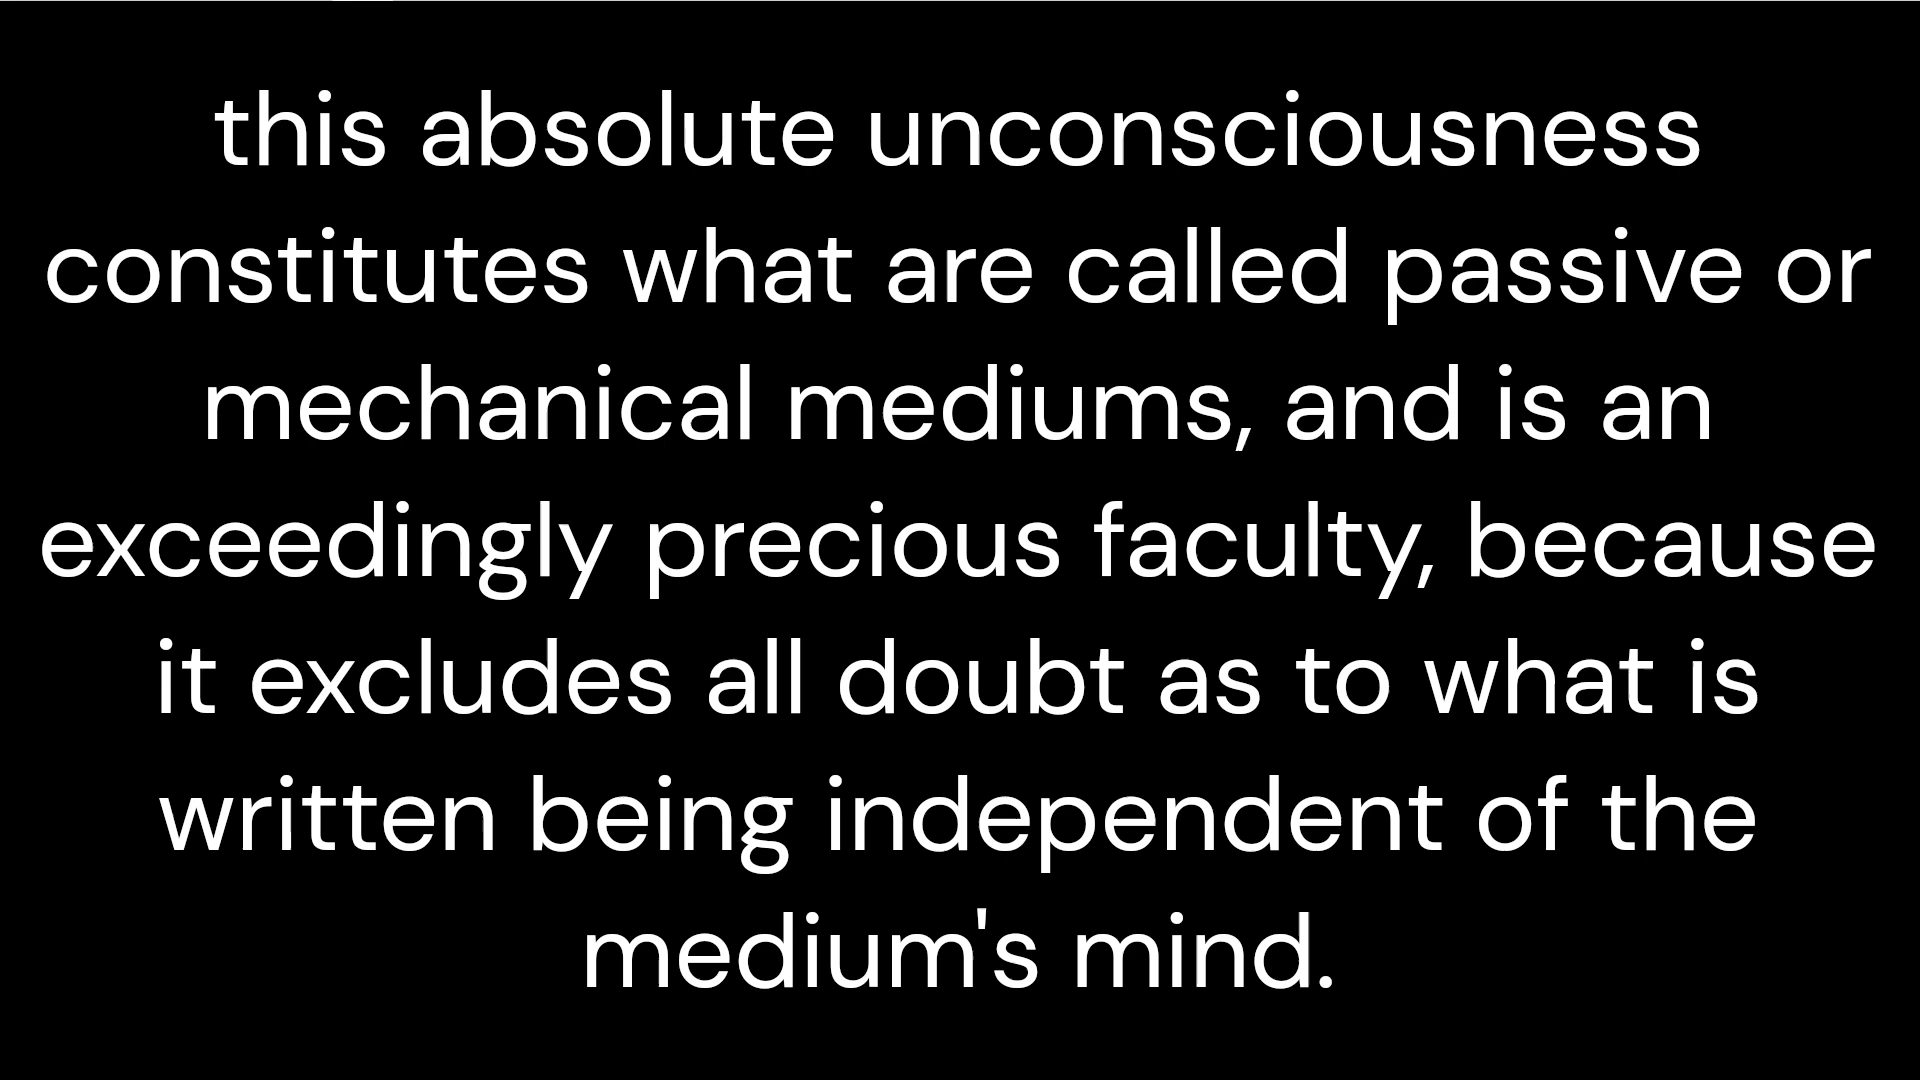 this absolute unconsciousness
constitutes what are called passive or
mechanical mediums, and is an
exceedingly precious faculty, because
it excludes all doubt as to what is
written being independent of the
medium's mind.